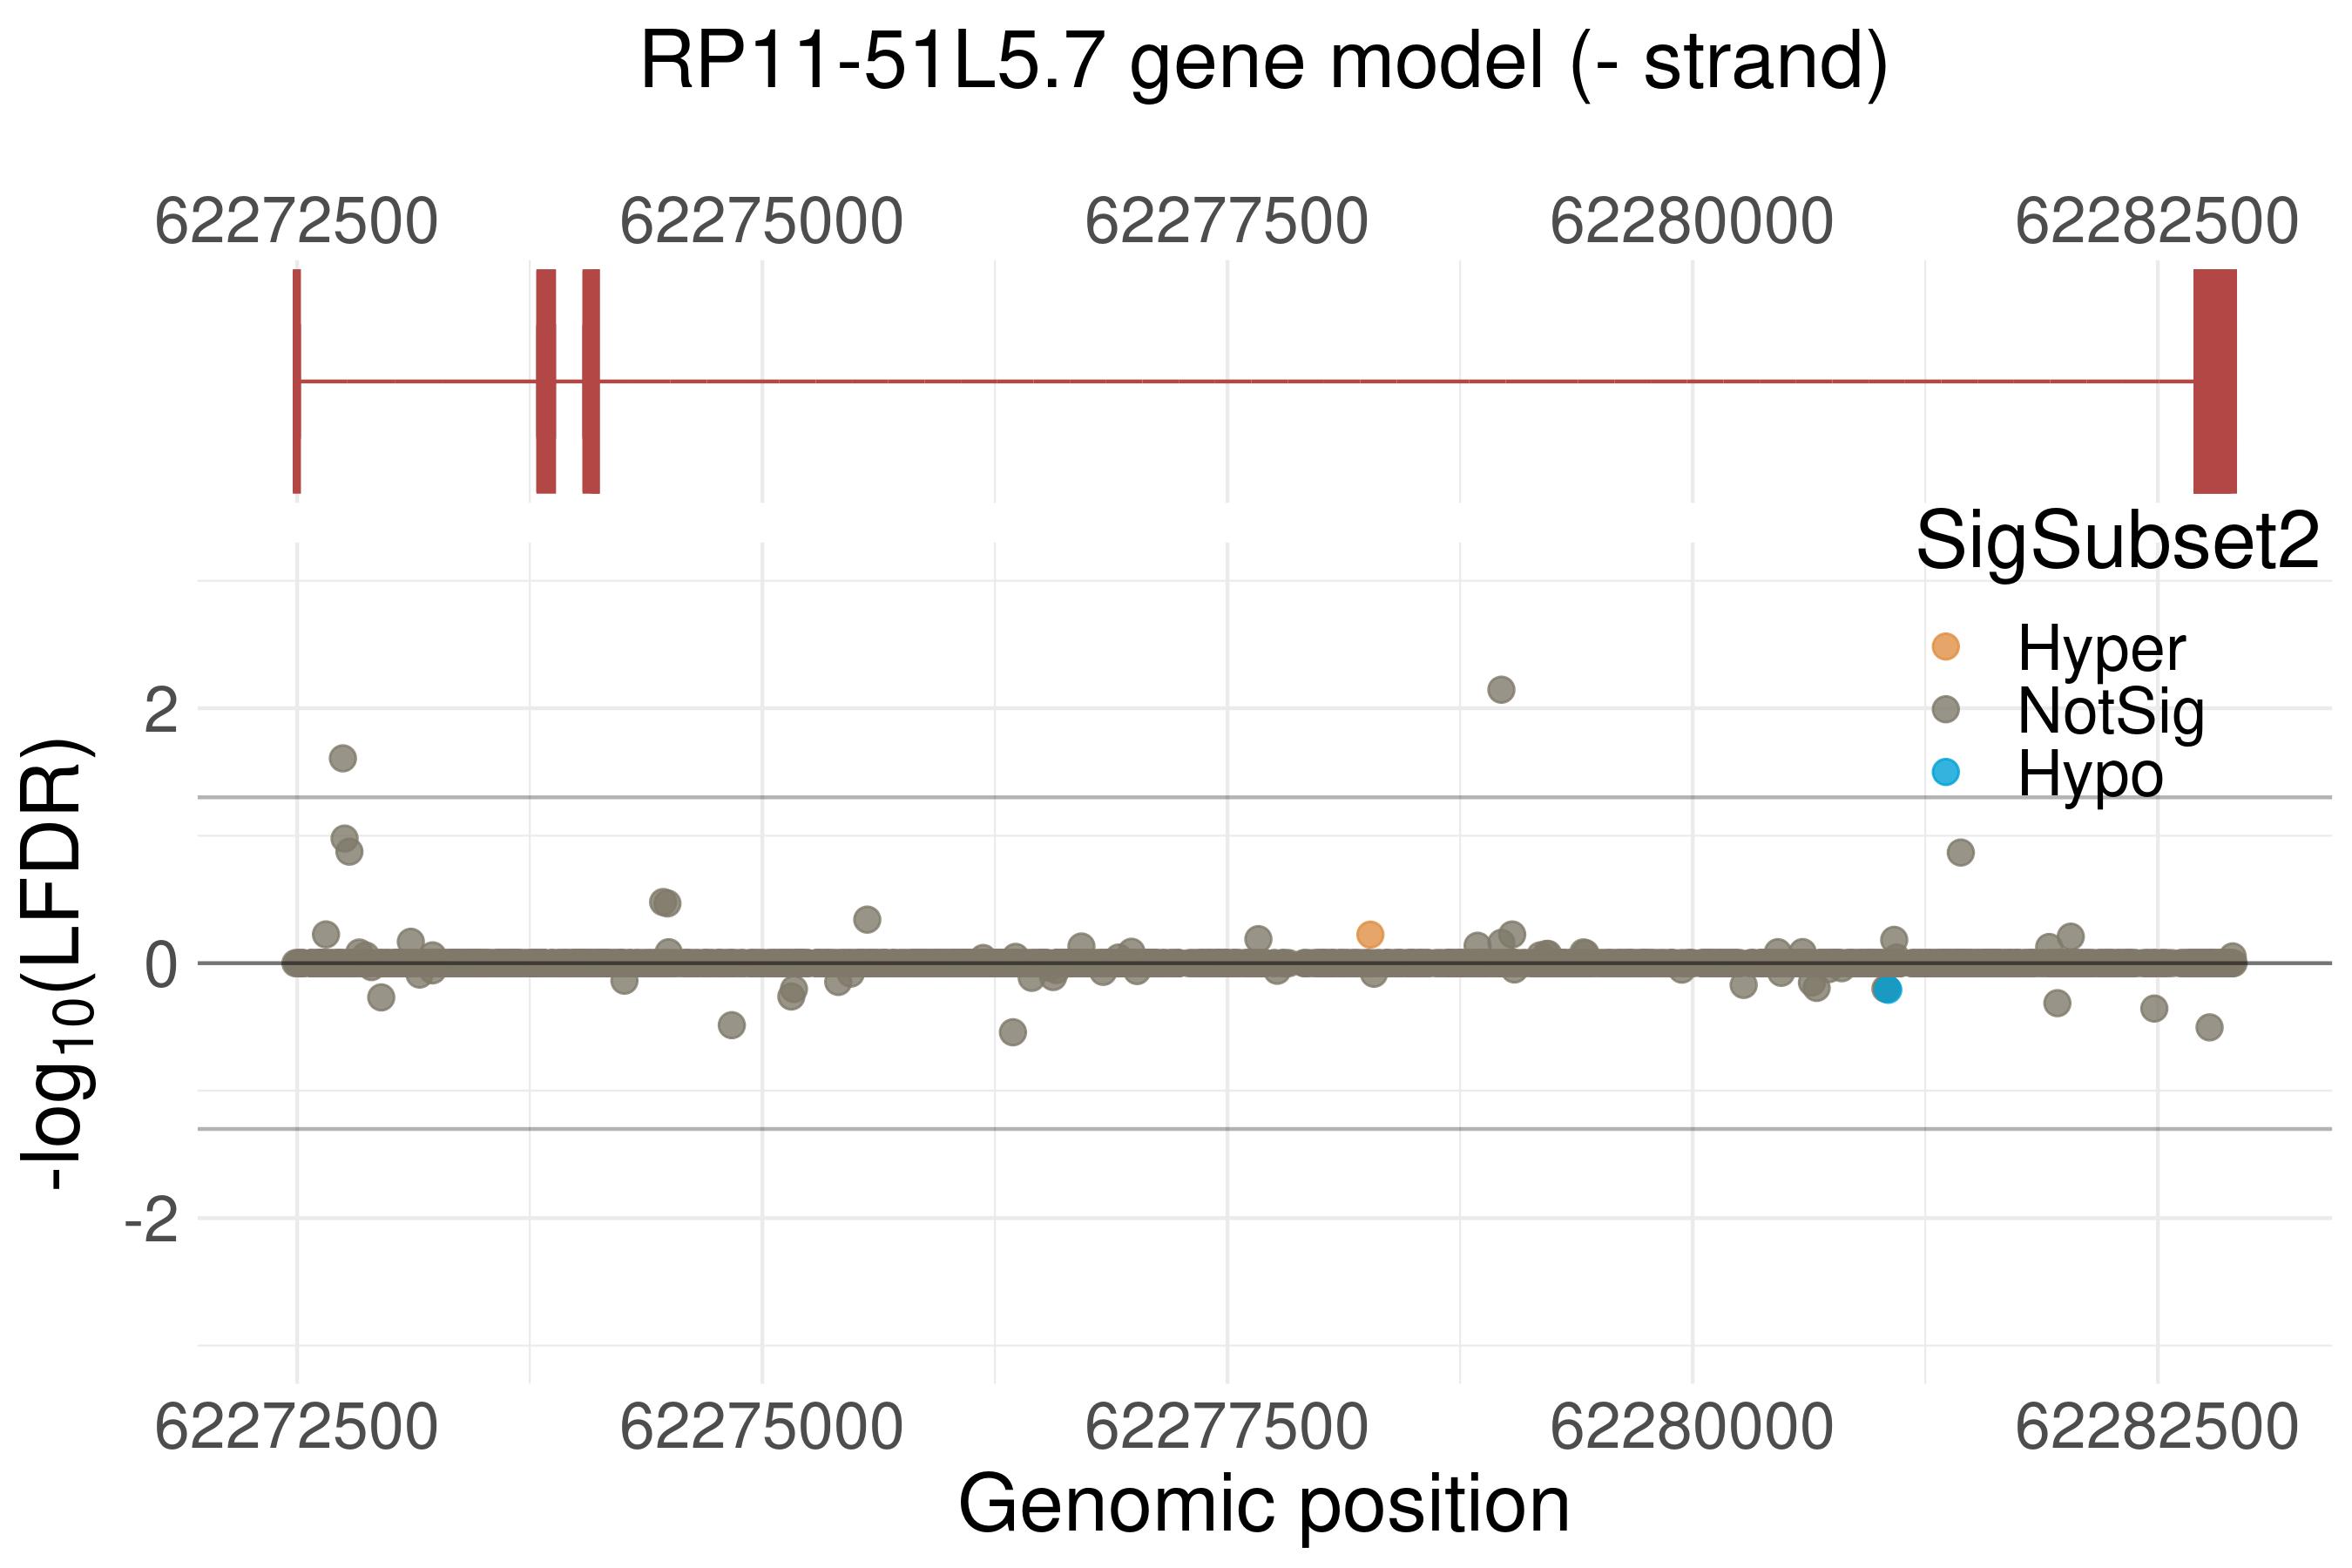 RP11-51L5.7 gene model (- strand)
62272500 62275000 62277500 62280000 62282500
SigSubset2
Hyper
NotSig
Hypo
2
0
-2
-log10(LFDR)
62272500 62275000 62277500 62280000 62282500
Genomic position